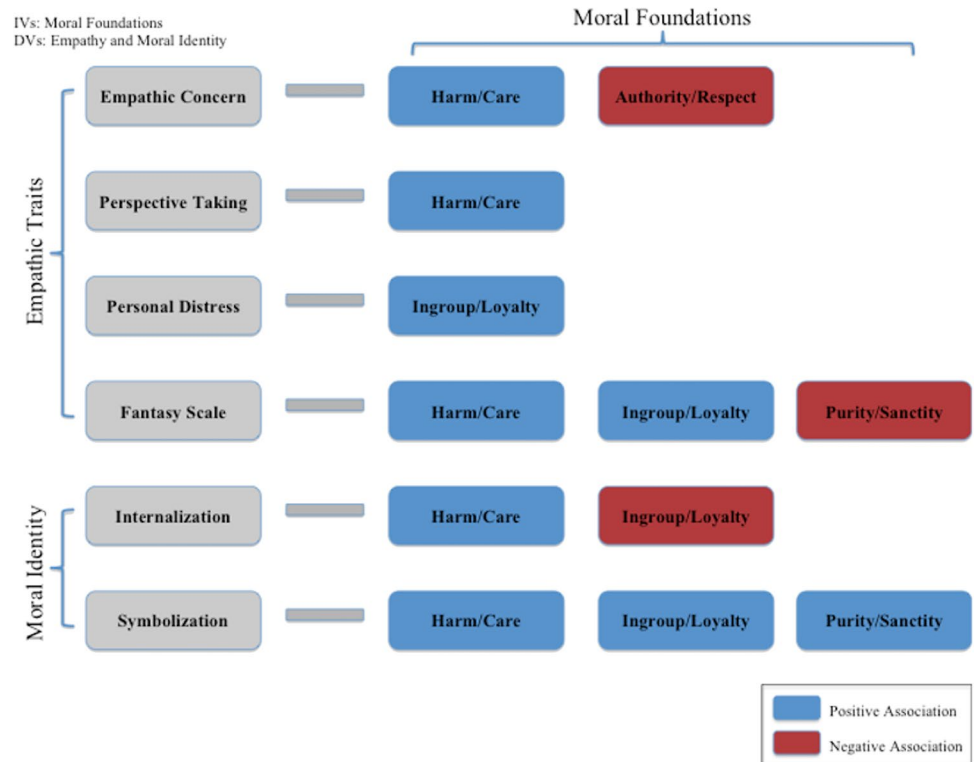 IVs: Moral Foundations
DVs: Empathy and Moral Identity
Moral Foundations
Empathic Traits
Empathic Concern
Harm/Care
Authority/Respect
Perspective Taking
Harm/Care
Personal Distress
Ingroup/Loyalty
Fantasy Scale
Harm/Care
Ingroup/Loyalty
Purity/Sanctity
Moral Identity
Internalization
Harm/Care
Ingroup/Loyalty
Symbolization
Harm/Care
Ingroup/Loyalty
Purity/Sanctity
Positive Association
Negative Association